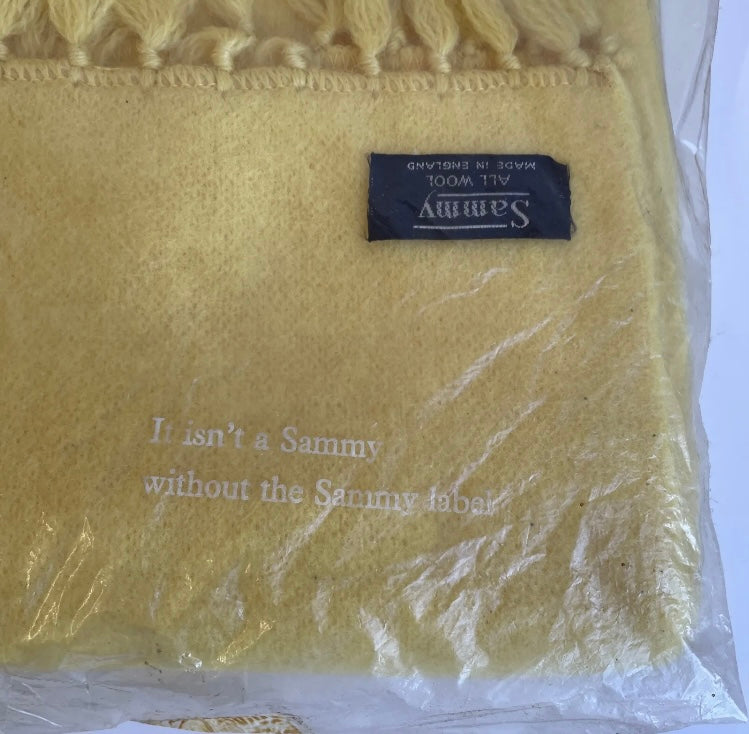 Sammy
ALL WOOL
MADE IN ENGLAND
It isn't a Sammy
without the Sammy label